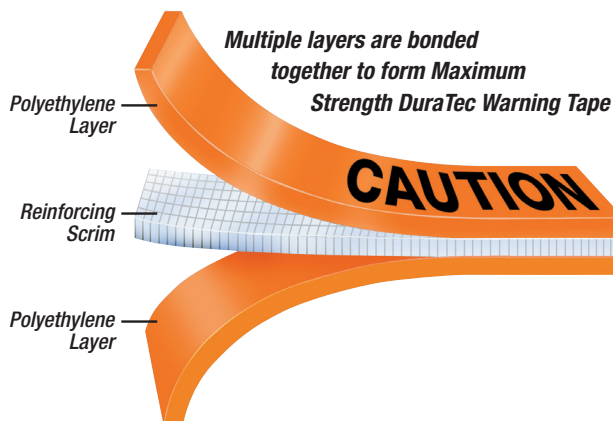 Multiple layers are bonded
together to form Maximum
Strength DuraTec Warning Tape
Polyethylene
Layer
CAUTION
Reinforcing
Scrim
Polyethylene
Layer